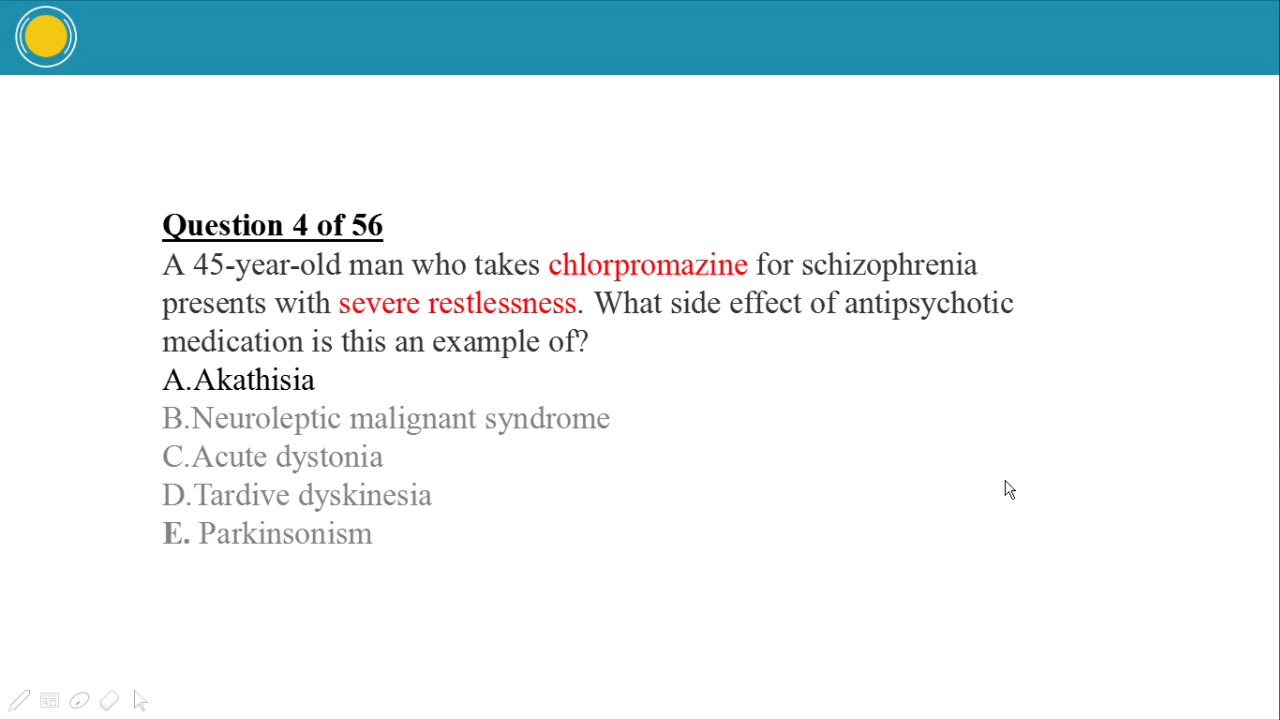 Question 4 of 56
A 45-year-old man who takes chlorpromazine for schizophrenia
presents with severe restlessness. What side effect of antipsychotic
medication is this an example of?
A.Akathisia
B.Neuroleptic malignant syndrome
C.Acute dystonia
D.Tardive dyskinesia
E. Parkinsonism